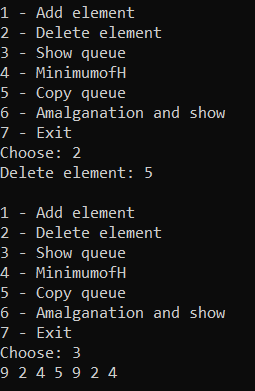 1 - Add element
2 - Delete element
3 - Show queue
4 - MinimumofH
5 - Copy queue
6 - Amalganation and show
7 - Exit
Choose: 2
Delete element: 5
1 - Add element
2 - Delete element
3 - Show queue
4 - MinimumofH
5 - Copy queue
6 - Amalganation and show
7 - Exit
Choose: 3
9 2 4 5 9 2 4